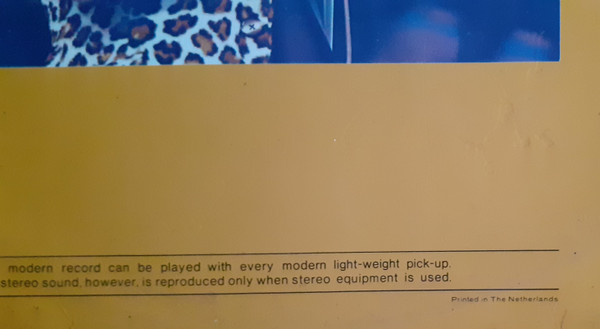 modern record can be played with every modern light-weight pick-up.
stereo sound, however, is reproduced only when stereo equipment is used.
Printed in The Netherlands